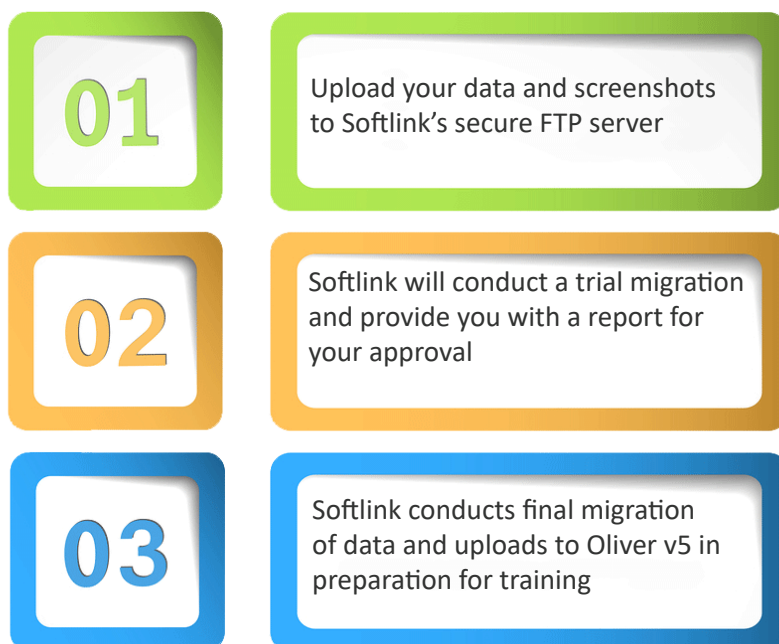 01
Upload your data and screenshots
to Softlink's secure FTP server
02
Softlink will conduct a trial migration
and provide you with a report for
your approval
03
Softlink conducts final migration
of data and uploads to Oliver v5 in
preparation for training